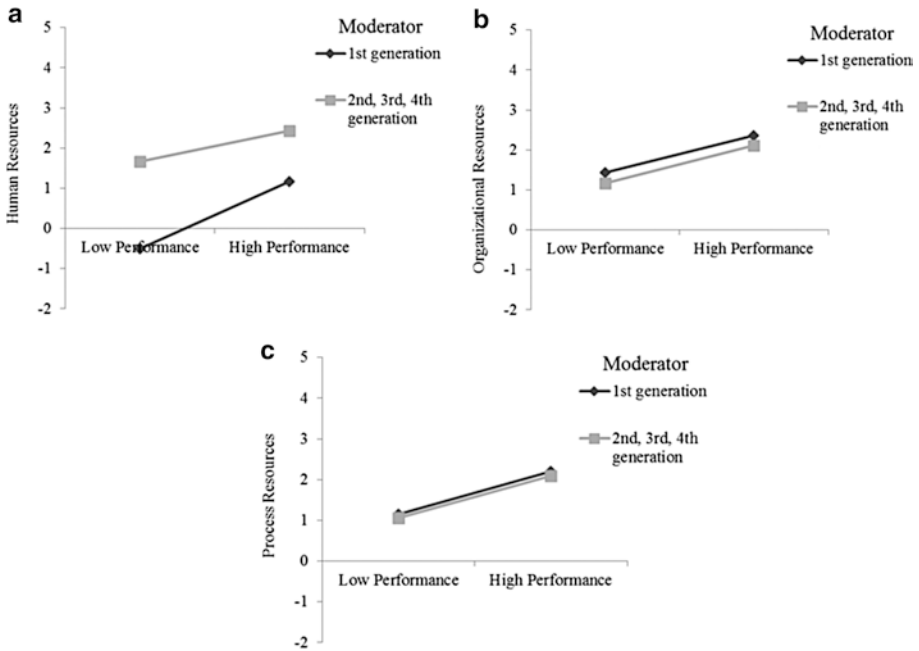 a
Moderator
1st generation
2nd, 3rd, 4th
generation
Human Resources
5
4
3
2
1
0
-1
-2
Low Performance
High Performance
b
Moderator
1st generation
2nd, 3rd, 4th
generation
Organizational Resources
5
4
3
2
1
0
-1
-2
Low Performance
High Performance
c
Moderator
1st generation
2nd, 3rd, 4th
generation
Process Resources
5
4
3
2
1
0
-1
-2
Low Performance
High Performance